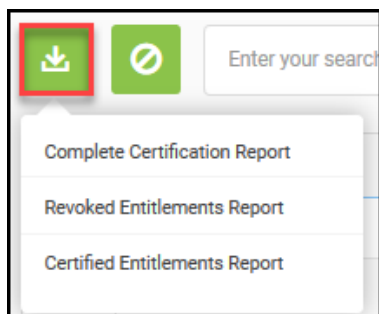 Enter your search
Complete Certification Report
Revoked Entitlements Report
Certified Entitlements Report